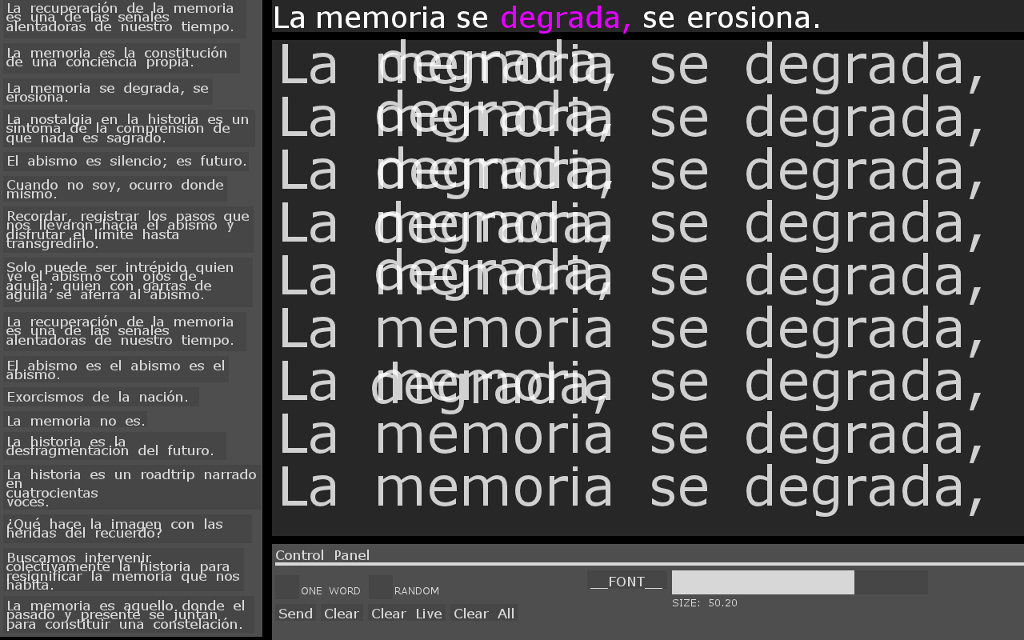 La recuperación de la memoria
es una de las señales
alentadoras de nuestro tiempo.
La memoria es la constitución
de una conciencia propia.
La memoria se degrada, se
erosiona.
La nostalgia en la historia es un
síntoma de la comprensión de
que nada es sagrado.
El abismo es silencio; es futuro.
Cuando no soy, ocurro donde
mismo.
Recordar, registrar los pasos que
nos llevaron hacia el abismo y
disfrutar el límite hasta
transgredirlo.
Solo puede ser intrépido quien
ve el abismo con ojos de
águila; quien con garras de
águila se aferra al abismo.
La recuperación de la memoria
es una de las señales
alentadoras de nuestro tiempo.
El abismo es el abismo es el
abismo.
Exorcismos de la nación.
La memoria no es.
La historia es la
desfragmentación del futuro.
La historia es un roadtrip narrado
en
cuatrocientas
voces.
¿Qué hace la imagen con las
heridas del recuerdo?
Buscamos intervenir
colectivamente la historia para
resignificar la memoria que nos
habita.
La memoria es aquello donde el
pasado y presente se juntan
para constituir una constelación.
La memoria se degrada, se erosiona.
La memoria se degrada,
degrada,
La memoria se degrada,
degrada,
La memoria se degrada,
degrada,
La memoria se degrada,
degrada,
La memoria se degrada,
degrada,
La memoria se degrada,
La memoria se degrada,
degrada,
La memoria se degrada,
La memoria se degrada,
Control Panel
ONE WORD RANDOM __FONT__
SIZE: 50.20
Send Clear Clear Live Clear All